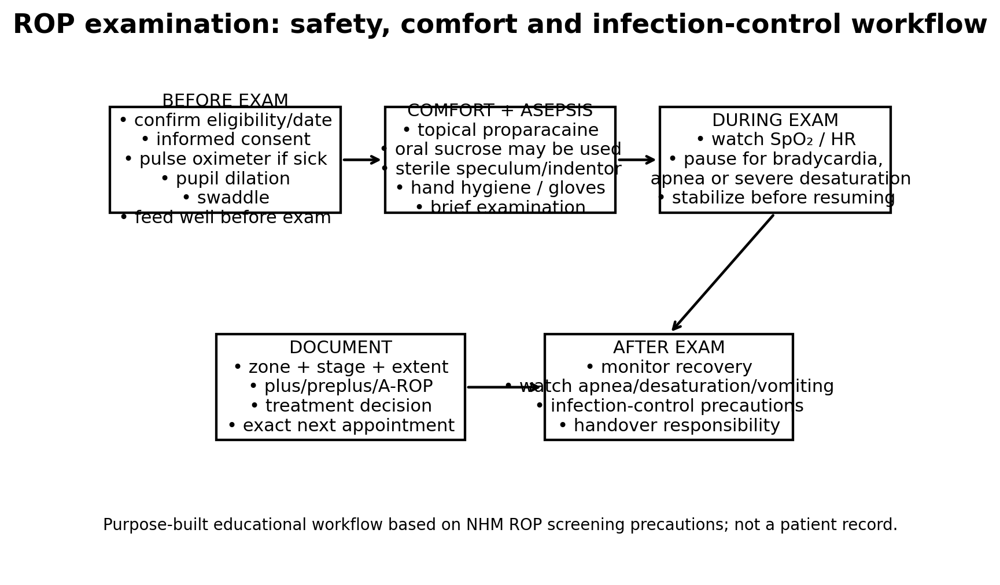 ROP examination: safety, comfort and infection-control workflow
BEFORE EXAM
• confirm eligibility/date
• informed consent
• pulse oximeter if sick
• pupil dilation
• swaddle
• feed well before exam
COMFORT + ASEPSIS
• topical proparacaine
• oral sucrose may be used
• sterile speculum/indentor
• hand hygiene / gloves
• brief examination
DURING EXAM
• watch SpO₂ / HR
• pause for bradycardia,
apnea or severe desaturation
• stabilize before resuming
DOCUMENT
• zone + stage + extent
• plus/preplus/A-ROP
• treatment decision
• exact next appointment
AFTER EXAM
• monitor recovery
• watch apnea/desaturation/vomiting
• infection-control precautions
• handover responsibility
Purpose-built educational workflow based on NHM ROP screening precautions; not a patient record.